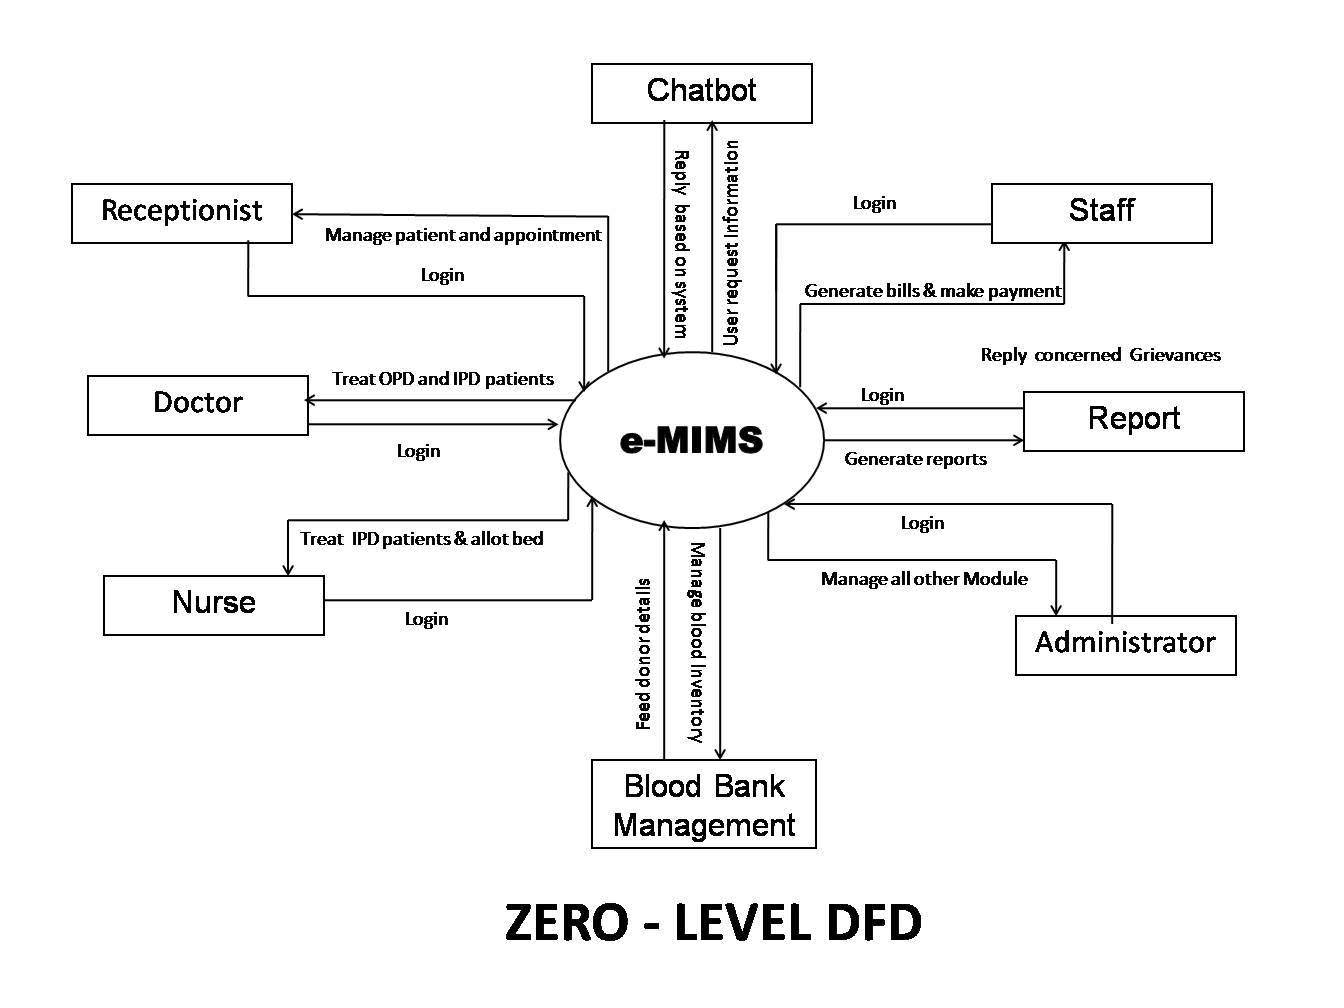 Chatbot
Reply based on system
User request Information
Receptionist
Manage patient and appointment
Login
Staff
Login
Generate bills & make payment
Reply concerned Grievances
Doctor
Treat OPD and IPD patients
Login
e-MIMS
Login
Report
Generate reports
Treat IPD patients & allot bed
Nurse
Login
Login
Manage all other Module
Administrator
Feed donor details
Manage blood Inventory
Blood Bank
Management
ZERO - LEVEL DFD